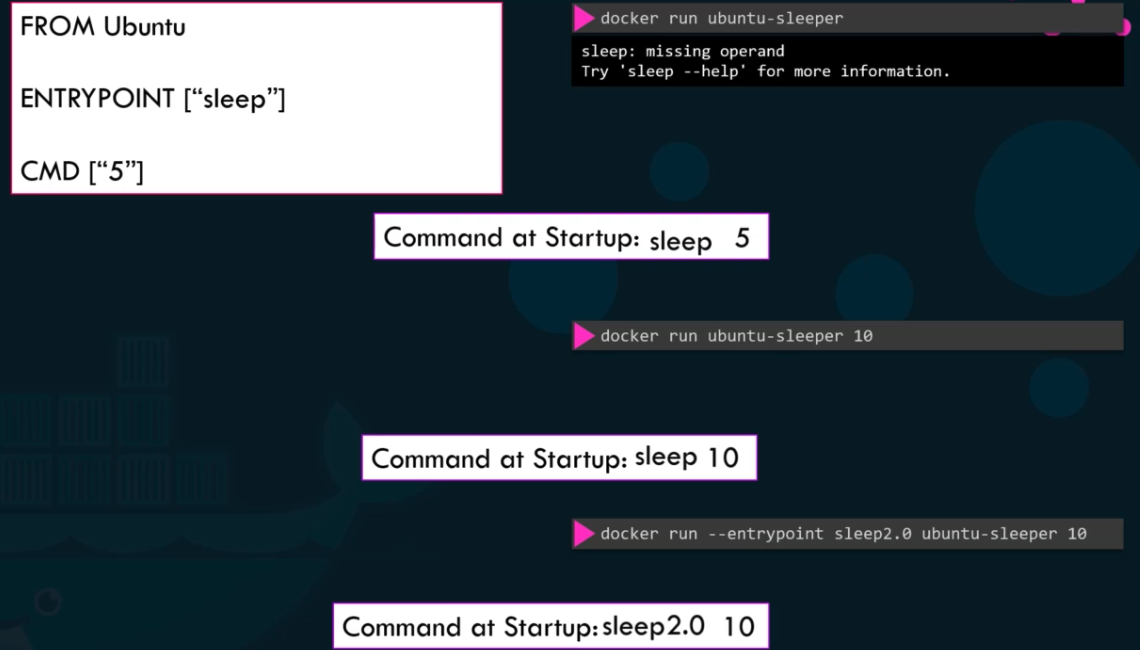 FROM Ubuntu
ENTRYPOINT [“sleep”]
CMD [“5”]
docker run ubuntu-sleeper
sleep: missing operand
Try 'sleep --help' for more information.
Command at Startup: sleep 5
docker run ubuntu-sleeper 10
Command at Startup: sleep 10
docker run --entrypoint sleep2.0 ubuntu-sleeper 10
Command at Startup: sleep2.0 10